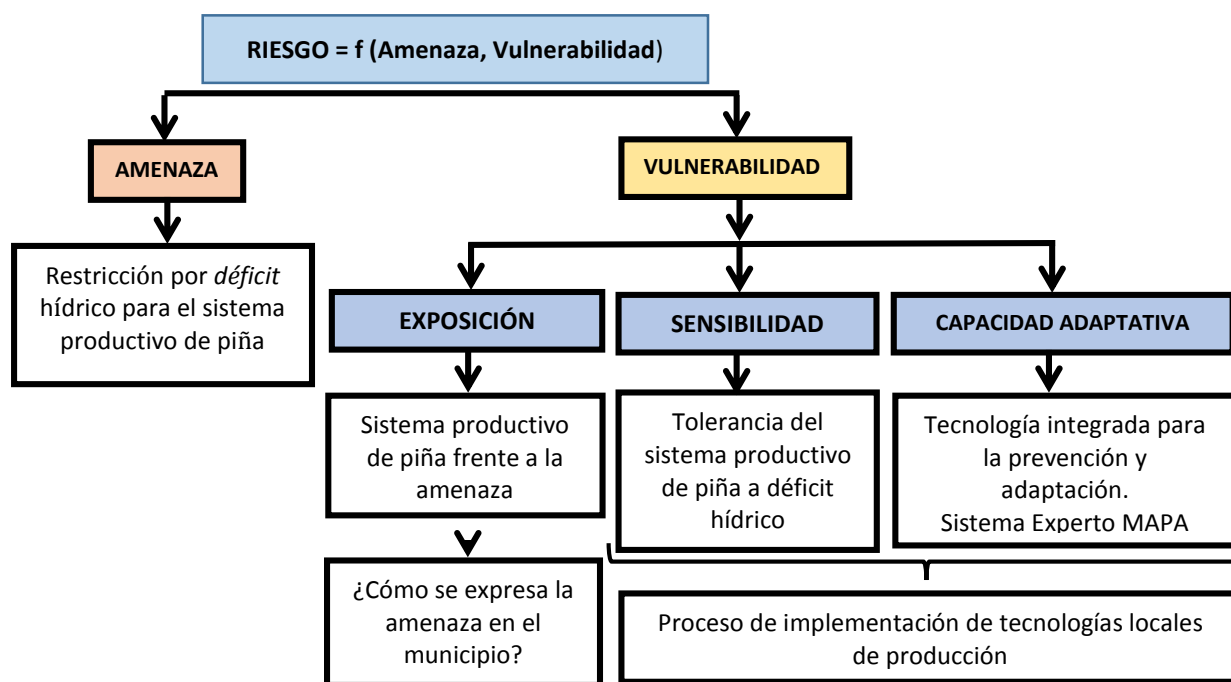 RIESGO = f (Amenaza, Vulnerabilidad)
AMENAZA
VULNERABILIDAD
Restricción por déficit
hídrico para el sistema
productivo de piña
EXPOSICIÓN
SENSIBILIDAD
CAPACIDAD ADAPTATIVA
Sistema productivo
de piña frente a la
amenaza
Tolerancia del
sistema productivo
de piña a déficit
hídrico
Tecnología integrada para
la prevención y
adaptación.
Sistema Experto MAPA
¿Cómo se expresa la
amenaza en el
municipio?
Proceso de implementación de tecnologías locales
de producción